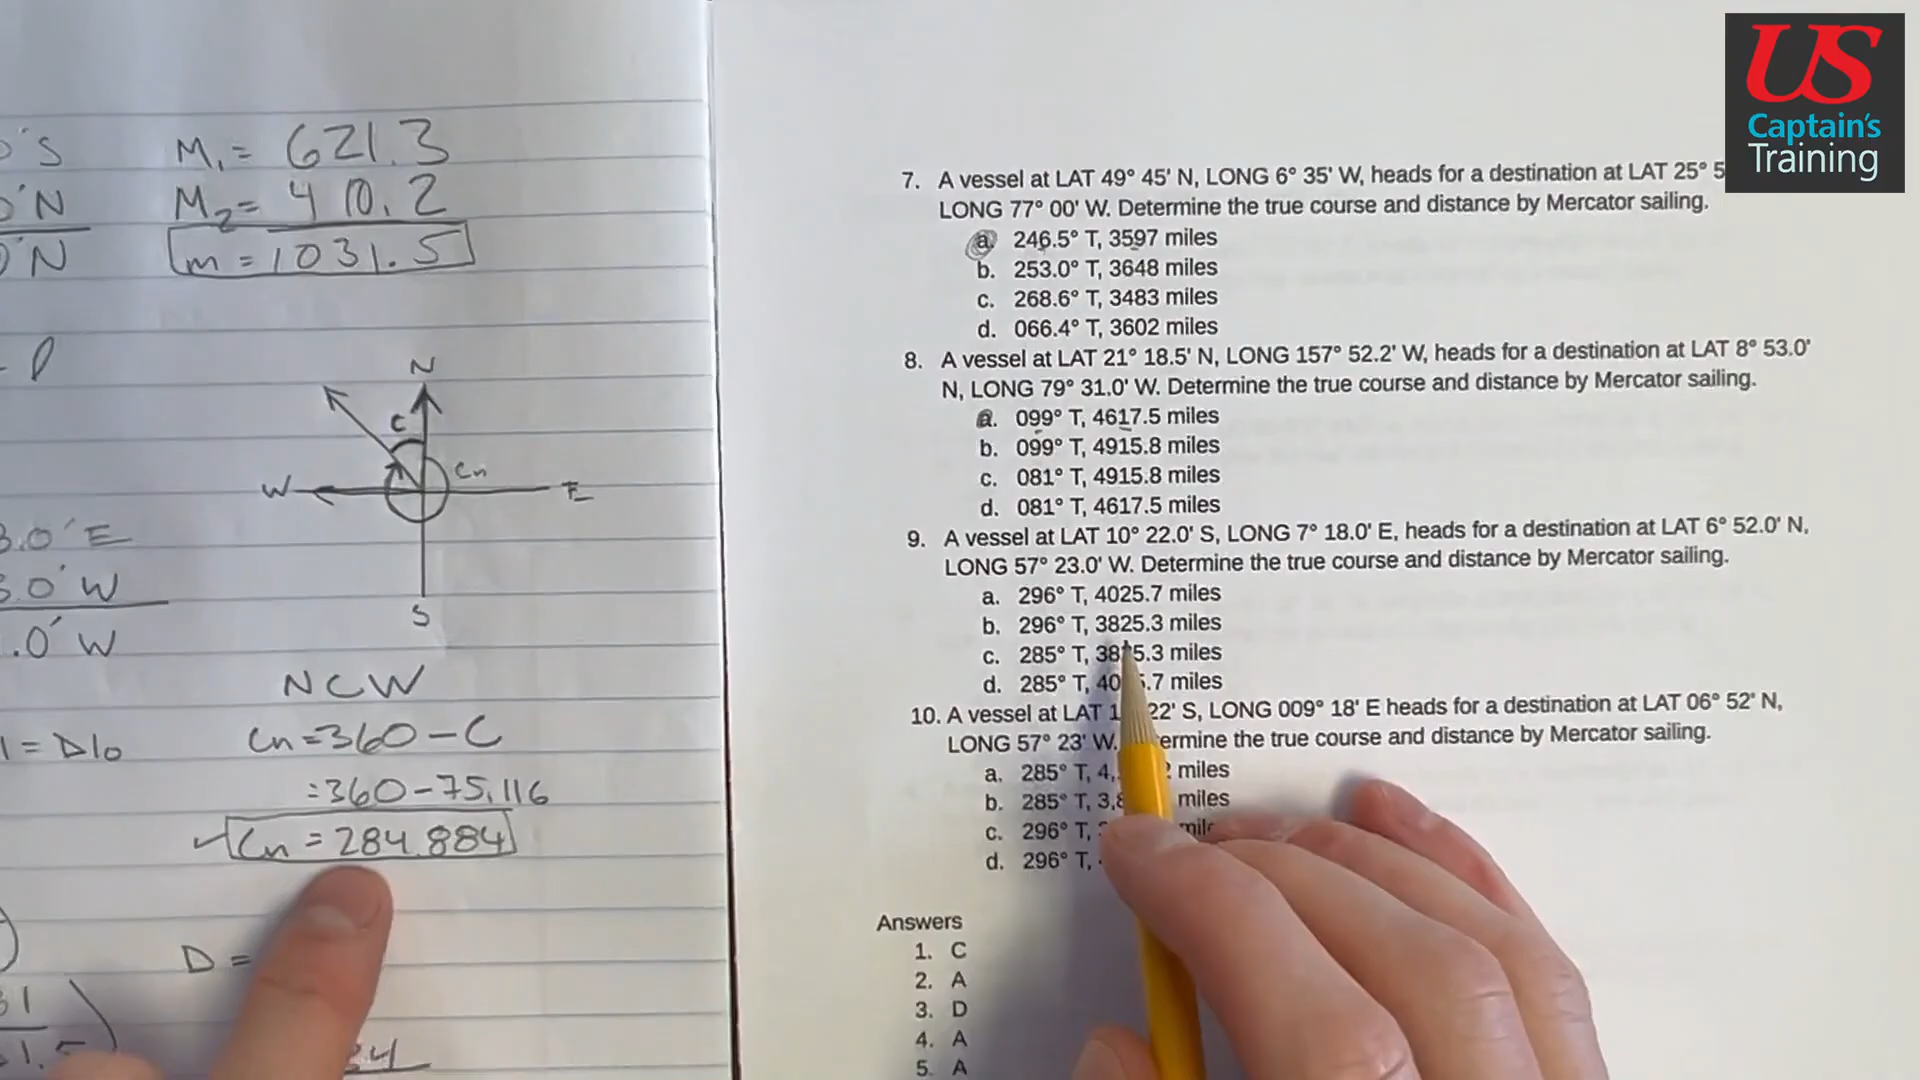 US
Captain's
Training
0'S
0'N
0'N
M₁= 621.3
M₂= 410.2
m=1031.5
N
C
Cn
W
E
S
3.0'E
3.0'W
.0'W
NCW
Cn=360-C
1=Dlo
=360-75.116
Cn=284.884
D=
7. A vessel at LAT 49° 45' N, LONG 6° 35' W, heads for a destination at LAT 25°
LONG 77° 00' W. Determine the true course and distance by Mercator sailing.
a. 246.5° T, 3597 miles
b. 253.0° T, 3648 miles
c. 268.6° T, 3483 miles
d. 066.4° T, 3602 miles
8. A vessel at LAT 21° 18.5' N, LONG 157° 52.2' W, heads for a destination at LAT 8° 53.0'
N, LONG 79° 31.0' W. Determine the true course and distance by Mercator sailing.
a. 099° T, 4617.5 miles
b. 099° T, 4915.8 miles
c. 081° T, 4915.8 miles
d. 081° T, 4617.5 miles
9. A vessel at LAT 10° 22.0' S, LONG 7° 18.0' E, heads for a destination at LAT 6° 52.0' N,
LONG 57° 23.0' W. Determine the true course and distance by Mercator sailing.
a. 296° T, 4025.7 miles
b. 296° T, 3825.3 miles
c. 285° T, miles
d. 285° T, miles
10. A vessel at LAT 22' S, LONG 009° 18' E heads for a destination at LAT 06° 52' N,
LONG 57° 23' W. the true course and distance by Mercator sailing.
a. 285° T, miles
b. 285° T, miles
c. 296° T,
d. 296° T,
Answers
1. C
2. A
3. D
4. A
5. A